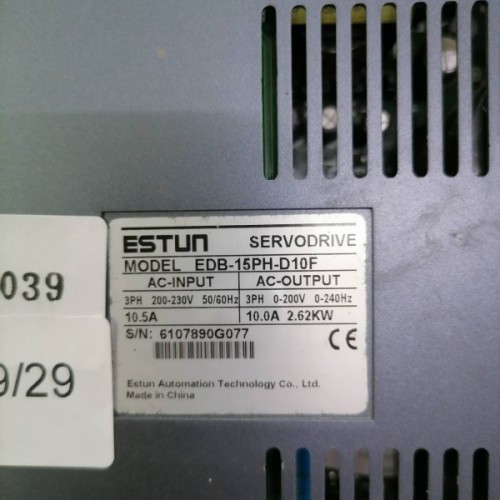 ESTUN SERVODRIVE
MODEL EDB-15PH-D10F
AC-INPUT AC-OUTPUT
3PH 200-230V 50/60Hz 3PH 0-200V 0-240Hz
10.5A 10.0A 2.62KW
S/N: 6107890G077
CE
Estun Automation Technology Co., Ltd.
Made in China
039
9/29